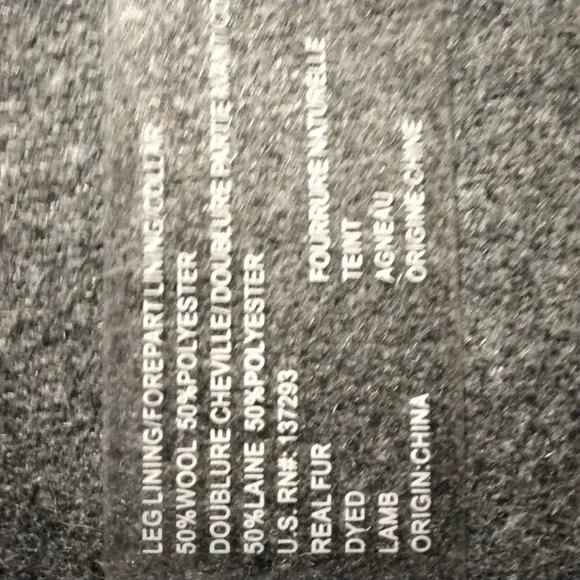 LEG LINING/FOREPART LINING/COLLAR
50%WOOL 50%POLYESTER
DOUBLURE CHEVILLE/DOUBLURE PARTIE AVANT
50%LAINE 50%POLYESTER
U.S. RN#: 137293
REAL FUR FOURRURE NATURELLE
DYED TEINT
LAMB AGNEAU
ORIGIN:CHINA ORIGINE:CHINE